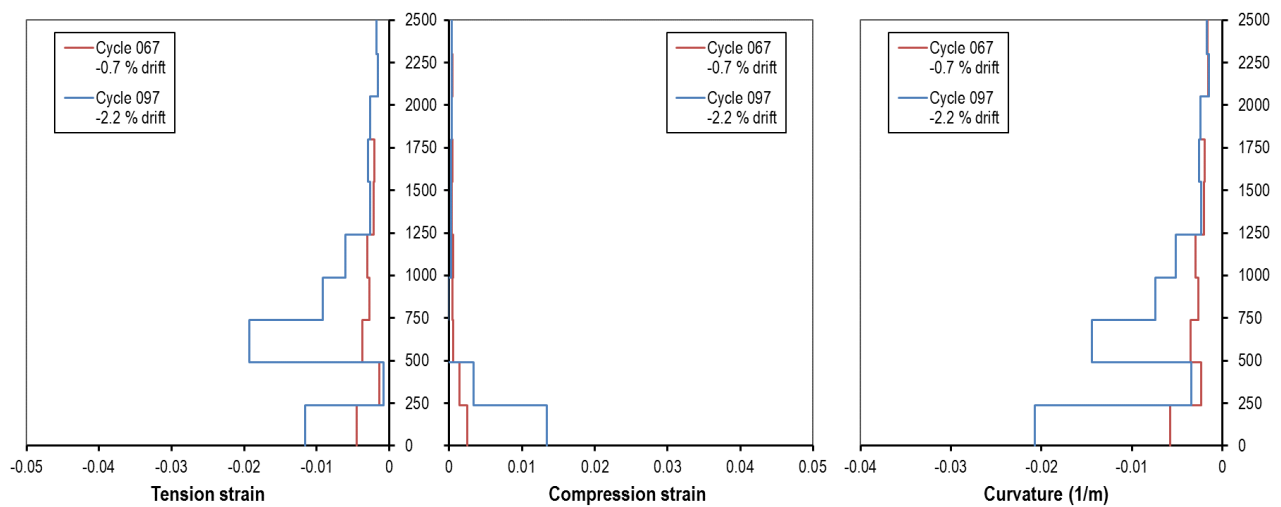 Cycle 067
-0.7 % drift
Cycle 097
-2.2 % drift
2500
2250
2000
1750
1500
1250
1000
750
500
250
0
-0.05 -0.04 -0.03 -0.02 -0.01 0
Tension strain
Cycle 067
-0.7 % drift
Cycle 097
-2.2 % drift
0 0.01 0.02 0.03 0.04 0.05
Compression strain
Cycle 067
-0.7 % drift
Cycle 097
-2.2 % drift
2500
2250
2000
1750
1500
1250
1000
750
500
250
0
-0.04 -0.03 -0.02 -0.01 0
Curvature (1/m)